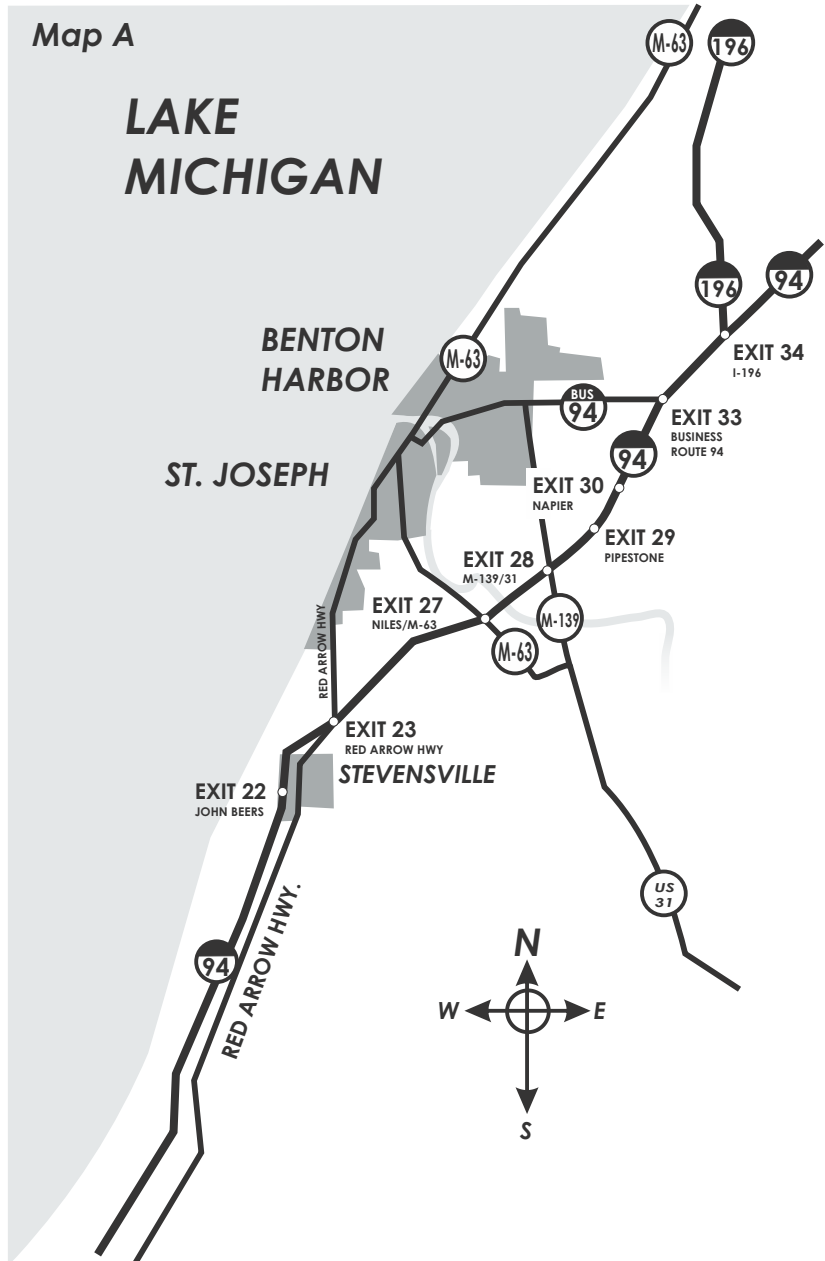 Map A
M-63
196
LAKE
MICHIGAN
196
94
BENTON
HARBOR
M-63
EXIT 34
I-196
BUS
94
EXIT 33
BUSINESS
ROUTE 94
94
ST. JOSEPH
EXIT 30
NAPIER
EXIT 29
PIPESTONE
EXIT 28
M-139/31
EXIT 27
NILES/M-63
M-139
M-63
RED ARROW HWY
EXIT 23
RED ARROW HWY
STEVENSVILLE
EXIT 22
JOHN BEERS
US
31
RED ARROW HWY.
94
N
W
E
S